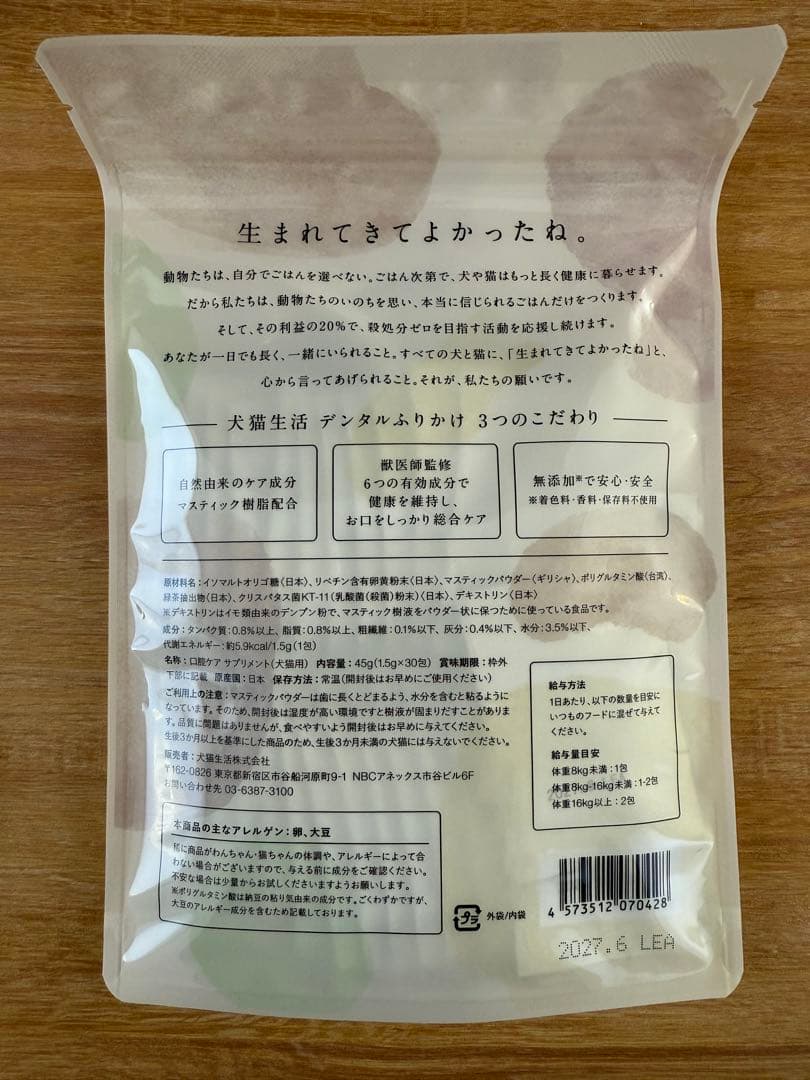 生まれてきてよかったね。
動物たちは、自分でごはんを選べない。ごはん次第で、犬や猫はもっと長く健康に暮らせます。
だから私たちは、動物たちのいのちを思い、本当に信じられるごはんだけをつくります。
そして、その利益の20%で、殺処分ゼロを目指す活動を応援し続けます。
あなたが一日でも長く、一緒にいられること。すべての犬と猫に、「生まれてきてよかったね」と、
心から言ってあげられること。それが、私たちの願いです。
犬猫生活 デンタルふりかけ 3つのこだわり
自然由来のケア成分
マスティック樹脂配合
獣医師監修
6つの有効成分で
健康を維持し、
お口をしっかり総合ケア
無添加※で安心・安全
※着色料・香料・保存料不使用
原材料名：イソマルトオリゴ糖（日本）、リベチン含有卵黄粉末（日本）、マスティックパウダー（ギリシャ）、ポリグルタミン酸（台湾）、
緑茶抽出物（日本）、クリスパタス菌KT-11（乳酸菌（殺菌）粉末）（日本）、デキストリン（日本）
※デキストリンはイモ類由来のデンプン粉で、マスティック樹液をパウダー状に保つために使っている食品です。
成分：タンパク質：0.8%以上、脂質：0.8%以上、粗繊維：0.1%以下、灰分：0.4%以下、水分：3.5%以下、
代謝エネルギー：約5.9kcal/1.5g（1包）
名称：口腔ケア サプリメント（犬猫用） 内容量：45g（1.5g×30包） 賞味期限：枠外
下部に記載 原産国：日本 保存方法：常温（開封後はお早めにご使用ください）
ご利用上の注意：マスティックパウダーは歯に長くとどまるよう、水分を含むと粘るように
なっています。そのため、開封後は湿度が高い環境ですと樹液が固まりだすことがありま
す。品質に問題はありませんが、食べやすいよう開封後はお早めに与えてください。
生後3か月以上を基準にした商品のため、生後3か月未満の犬猫には与えないでください。
販売者：犬猫生活株式会社
〒162-0826 東京都新宿区市谷船河原町9-1 NBCアネックス市谷ビル6F
お問い合わせ先 03-6387-3100
給与方法
1日あたり、以下の数量を目安に
いつものフードに混ぜて与えて
ください。
給与量目安
体重8kg未満：1包
体重8kg-16kg未満：1-2包
体重16kg以上：2包
本商品の主なアレルゲン：卵、大豆
稀に商品がわんちゃん・猫ちゃんの体調や、アレルギーによって合
わない場合がございますので、与える前に成分をご確認ください。
不安な場合は少量からお試しくださいますようお願いします。
※ポリグルタミン酸は納豆の粘り気由来の成分です。ごくわずかですが、
大豆のアレルギー成分を含むため記載しております。
プラ
外袋/内袋
4 573512 070428
2027.6 LEA